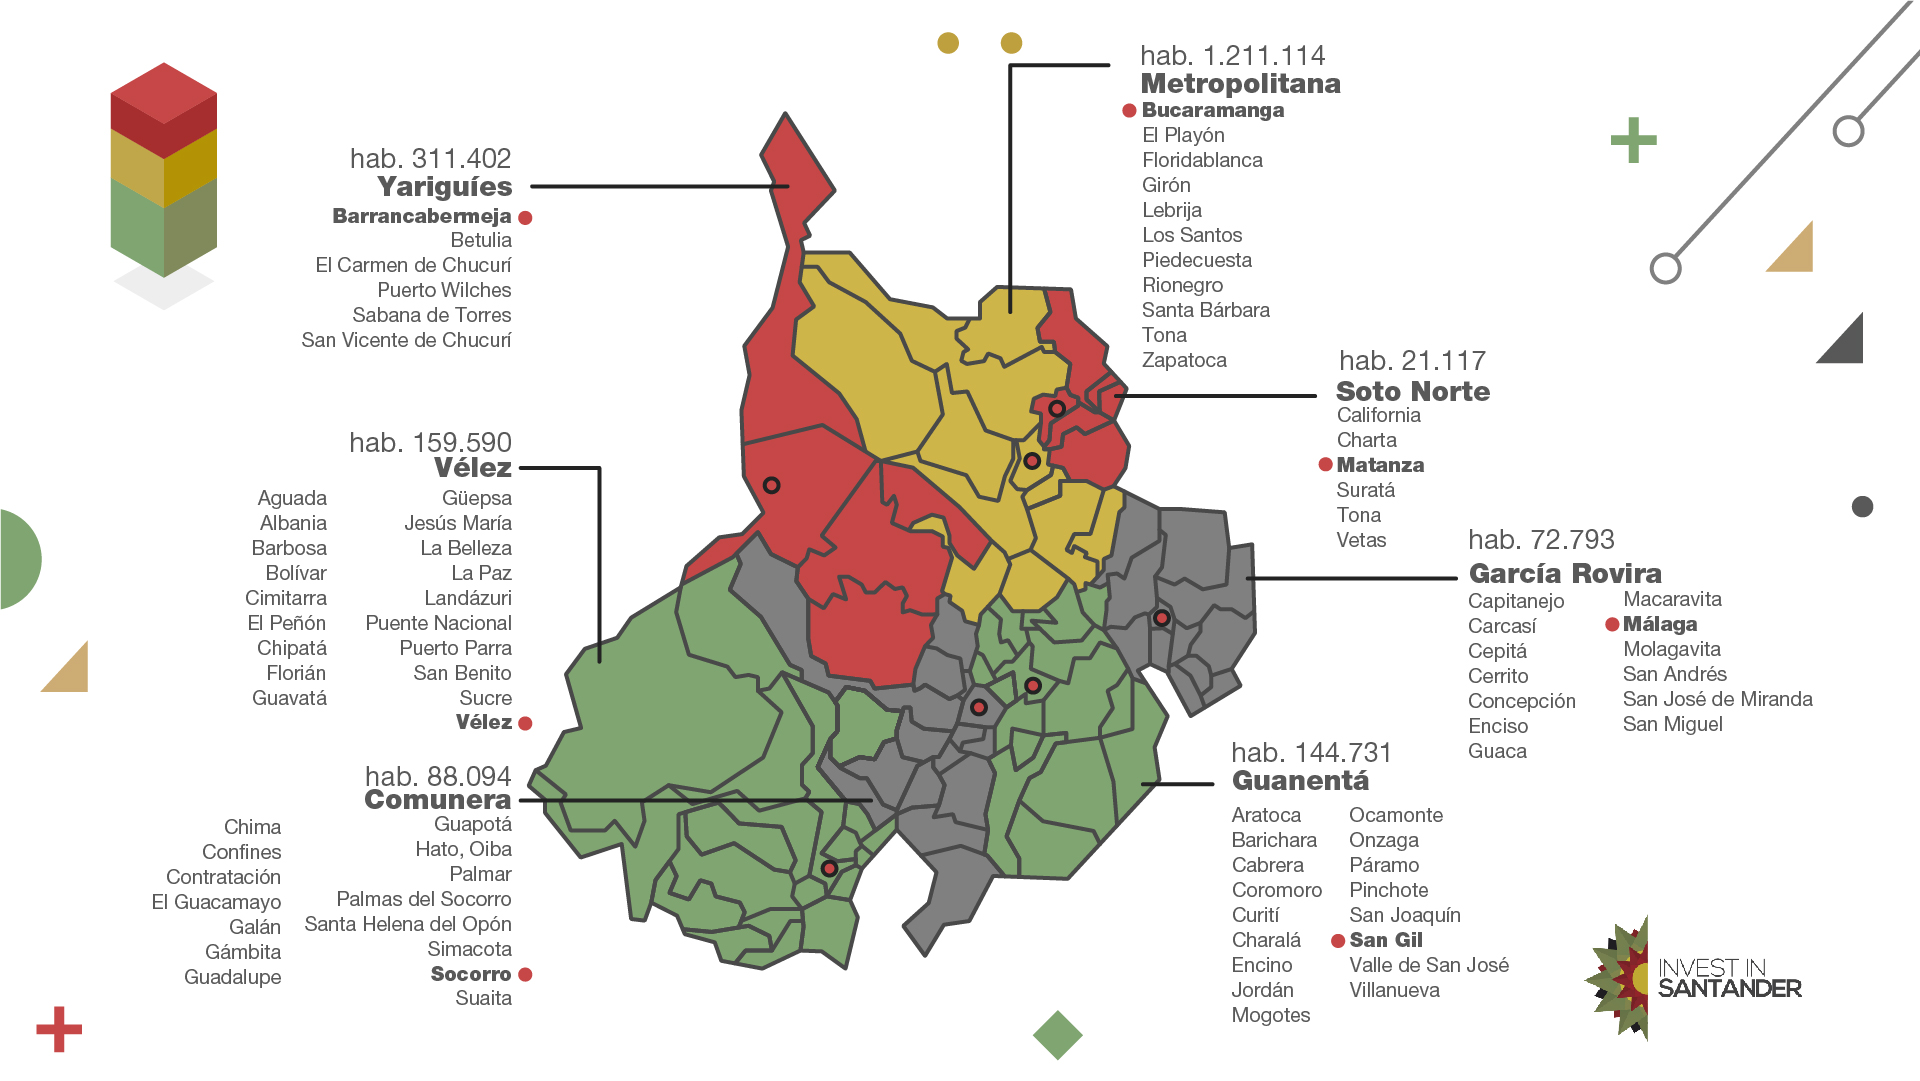 hab. 1.211.114
Metropolitana
Bucaramanga
El Playón
Floridablanca
Girón
Lebrija
Los Santos
Piedecuesta
Rionegro
Santa Bárbara
Tona
Zapatoca
hab. 311.402
Yariguíes
Barrancabermeja
Betulia
El Carmen de Chucurí
Puerto Wilches
Sabana de Torres
San Vicente de Chucurí
hab. 21.117
Soto Norte
California
Charta
Matanza
Suratá
Tona
Vetas
hab. 159.590
Vélez
Aguada
Albania
Barbosa
Bolívar
Cimitarra
El Peñón
Chipatá
Florián
Guavatá
Güepsa
Jesús María
La Belleza
La Paz
Landázuri
Puente Nacional
Puerto Parra
San Benito
Sucre
Vélez
hab. 72.793
García Rovira
Capitanejo
Carcasí
Cepitá
Cerrito
Concepción
Enciso
Guaca
Macaravita
Málaga
Molagavita
San Andrés
San José de Miranda
San Miguel
hab. 88.094
Comunera
Chima
Confines
Contratación
El Guacamayo
Galán
Gámbita
Guadalupe
Guapotá
Hato, Oiba
Palmar
Palmas del Socorro
Santa Helena del Opón
Simacota
Socorro
Suaita
hab. 144.731
Guanentá
Aratoca
Barichara
Cabrera
Coromoro
Curití
Charalá
Encino
Jordán
Mogotes
Ocamonte
Onzaga
Páramo
Pinchote
San Joaquín
San Gil
Valle de San José
Villanueva
INVEST IN
SANTANDER